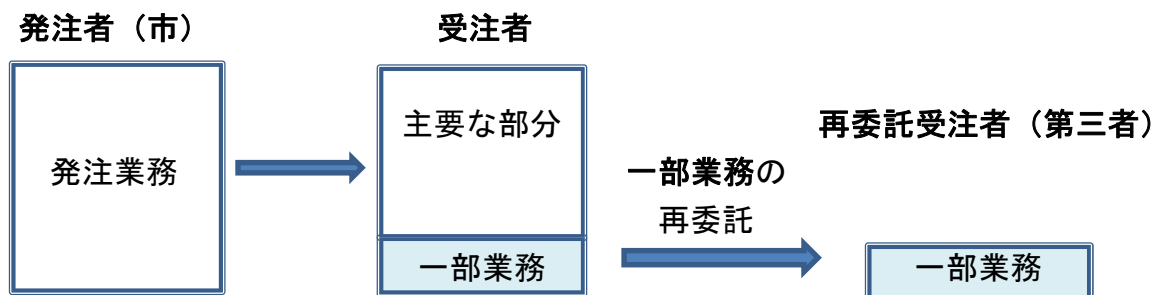 発注者（市）
受注者
再委託受注者（第三者）
発注業務
主要な部分
一部業務
一部業務の
再委託
一部業務